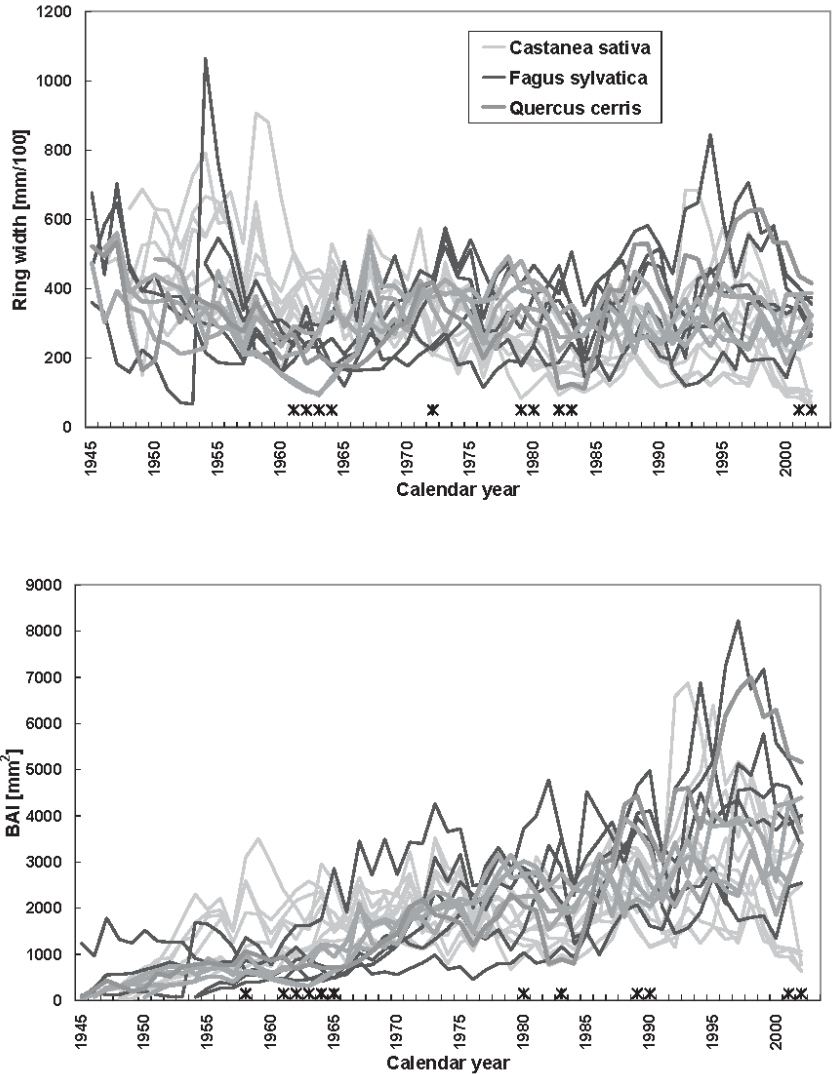 1200
1000
800
600
400
200
0
Ring width [mm/100]
Castanea sativa
Fagus sylvatica
Quercus cerris
1945 1950 1955 1960 1965 1970 1975 1980 1985 1990 1995 2000
Calendar year
9000
8000
7000
6000
5000
4000
3000
2000
1000
0
BAI [mm²]
1945 1950 1955 1960 1965 1970 1975 1980 1985 1990 1995 2000
Calendar year